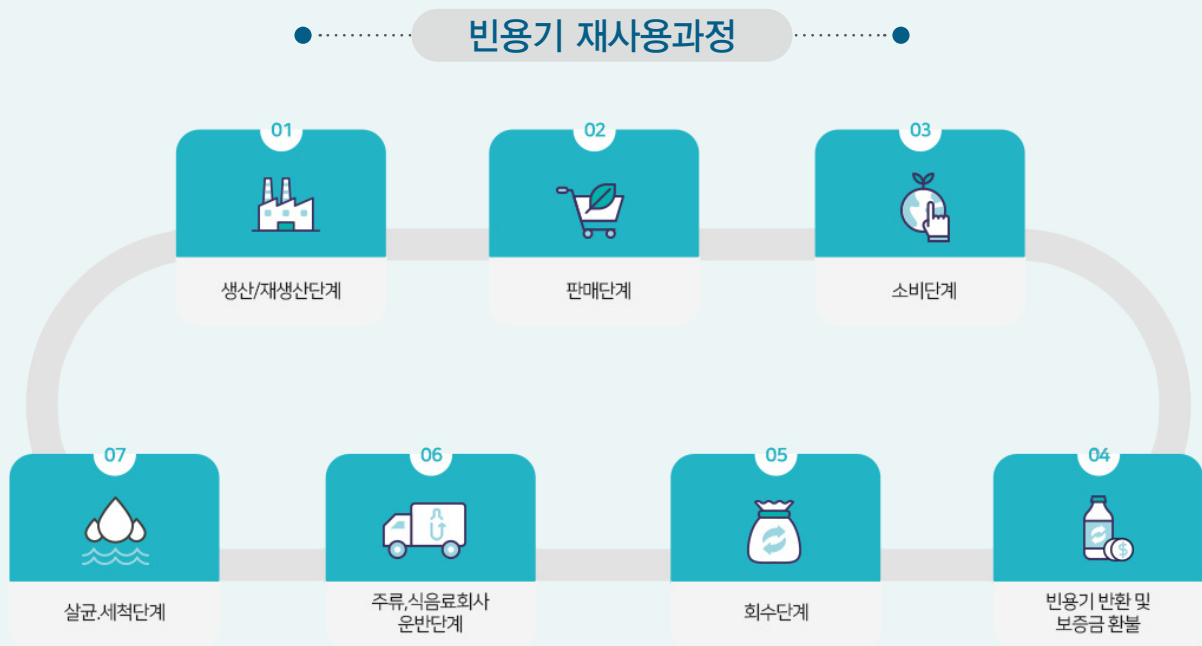 빈용기 재사용과정
01
생산/재생산단계
02
판매단계
03
소비단계
04
빈용기 반환 및
보증금 환불
05
회수단계
06
주류,식음료회사
운반단계
07
살균.세척단계